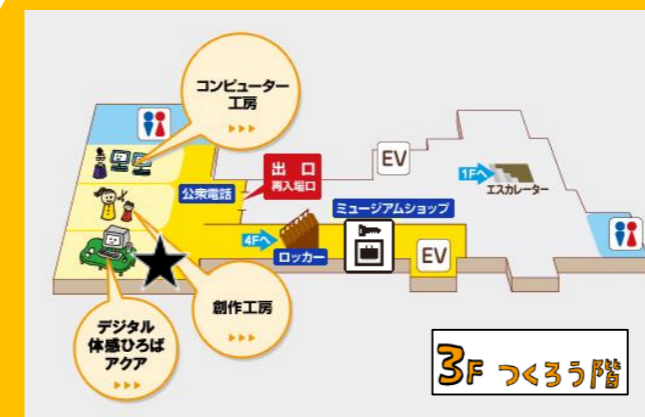 コンピューター
工房
▶▶▶
EV
出 口
再入場口
公衆電話
1Fへ
エスカレーター
ミュージアムショップ
4Fへ
ロッカー
EV
創作工房
▶▶▶
デジタル
体感ひろば
アクア
▶▶▶
3F つくろう階